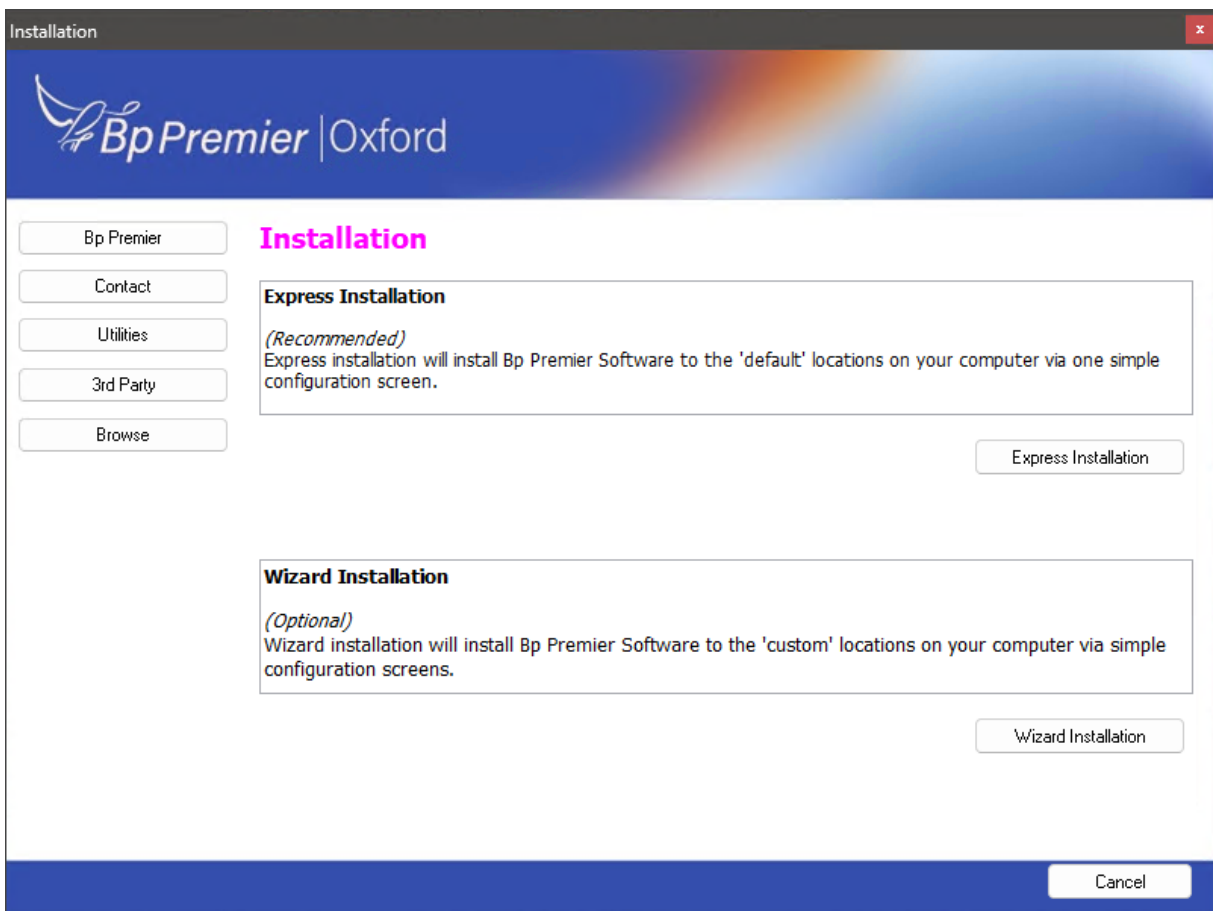 Installation
x
Bp Premier | Oxford
Bp Premier
Contact
Utilities
3rd Party
Browse
Installation
Express Installation
(Recommended)
Express installation will install Bp Premier Software to the 'default' locations on your computer via one simple
configuration screen.
Express Installation
Wizard Installation
(Optional)
Wizard installation will install Bp Premier Software to the 'custom' locations on your computer via simple
configuration screens.
Wizard Installation
Cancel